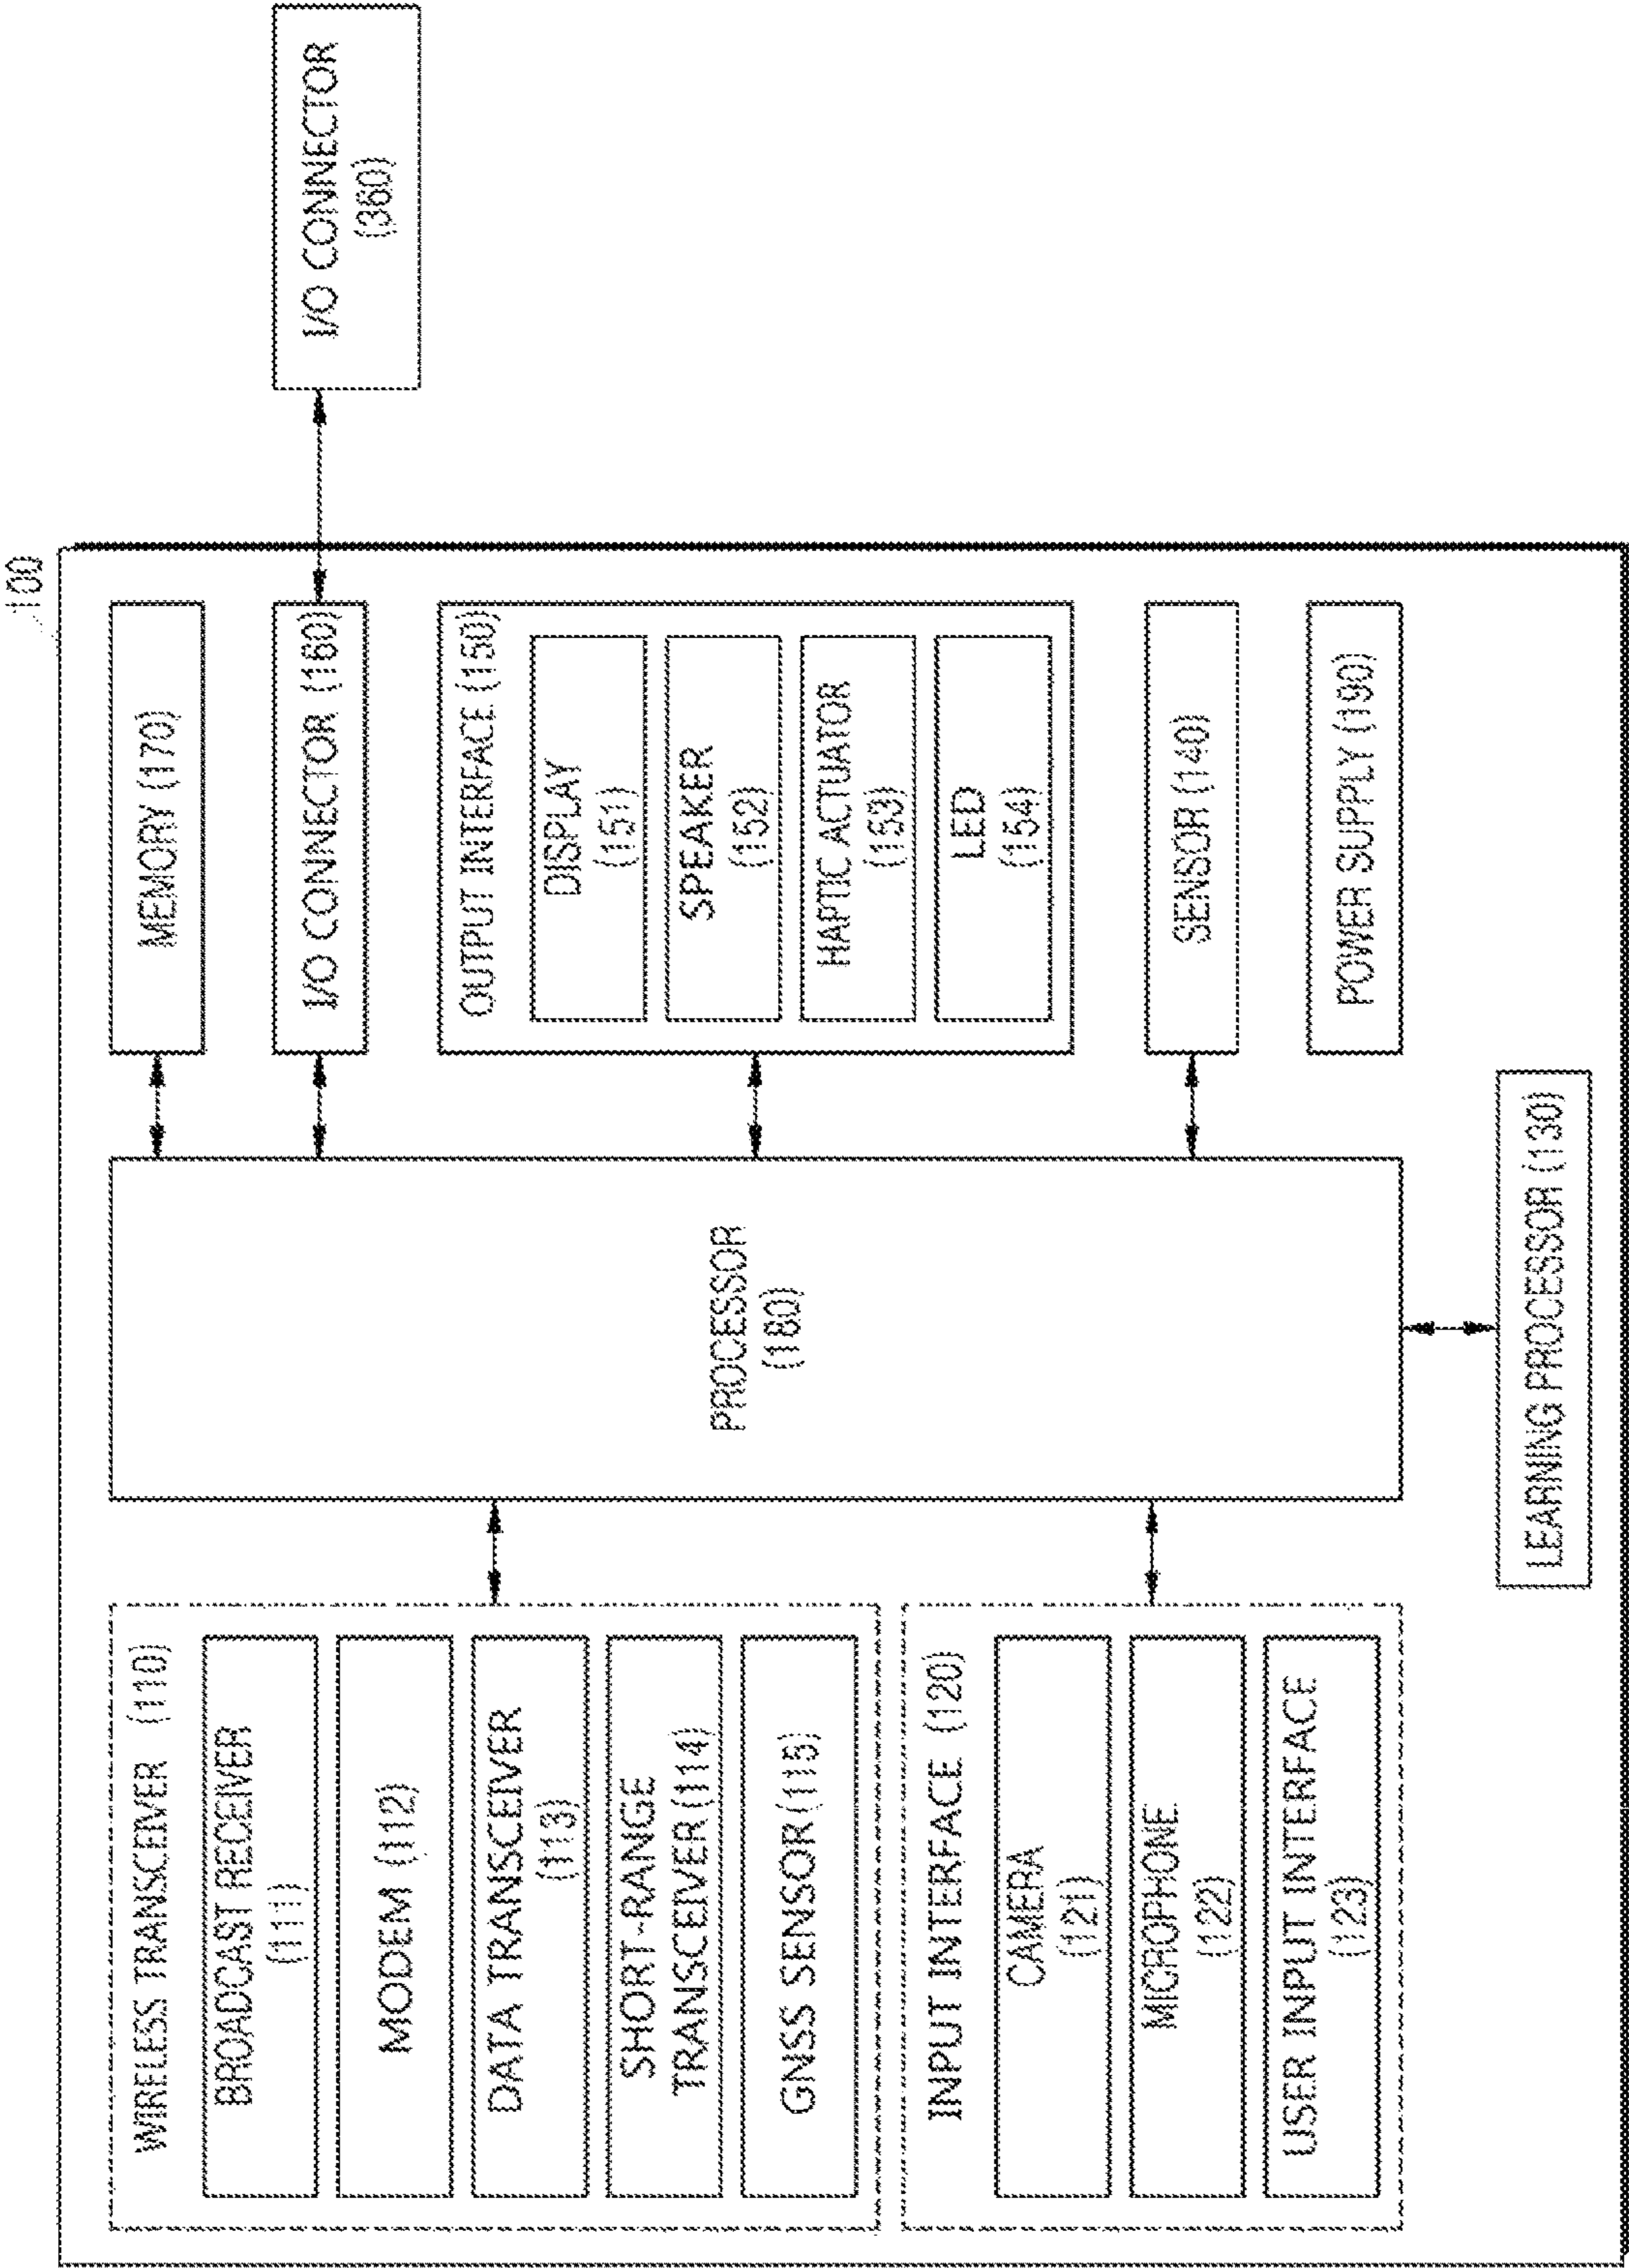 100
WIRELESS TRANSCEIVER (110)
BROADCAST RECEIVER
(111)
MODEM (112)
DATA TRANSCEIVER
(113)
SHORT-RANGE
TRANSCEIVER (114)
GNSS SENSOR (115)
INPUT INTERFACE (120)
CAMERA
(121)
MICROPHONE
(122)
USER INPUT INTERFACE
(123)
PROCESSOR
(180)
LEARNING PROCESSOR (130)
MEMORY (170)
I/O CONNECTOR (160)
OUTPUT INTERFACE (150)
DISPLAY
(151)
SPEAKER
(152)
HAPTIC ACTUATOR
(153)
LED
(154)
SENSOR (140)
POWER SUPPLY (190)
I/O CONNECTOR
(360)